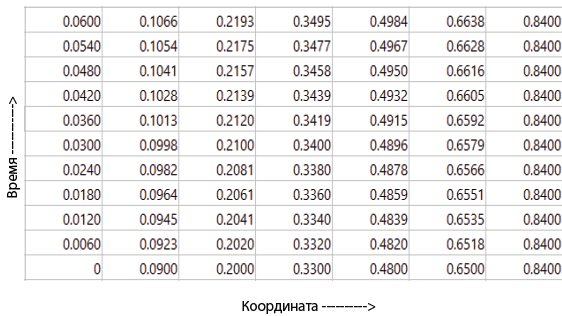 0.0600 0.1066 0.2193 0.3495 0.4984 0.6638 0.8400
0.0540 0.1054 0.2175 0.3477 0.4967 0.6628 0.8400
0.0480 0.1041 0.2157 0.3458 0.4950 0.6616 0.8400
0.0420 0.1028 0.2139 0.3439 0.4932 0.6605 0.8400
0.0360 0.1013 0.2120 0.3419 0.4915 0.6592 0.8400
0.0300 0.0998 0.2100 0.3400 0.4896 0.6579 0.8400
0.0240 0.0982 0.2081 0.3380 0.4878 0.6566 0.8400
0.0180 0.0964 0.2061 0.3360 0.4859 0.6551 0.8400
0.0120 0.0945 0.2041 0.3340 0.4839 0.6535 0.8400
0.0060 0.0923 0.2020 0.3320 0.4820 0.6518 0.8400
0 0.0900 0.2000 0.3300 0.4800 0.6500 0.8400
Время ------------>
Координата ------------>